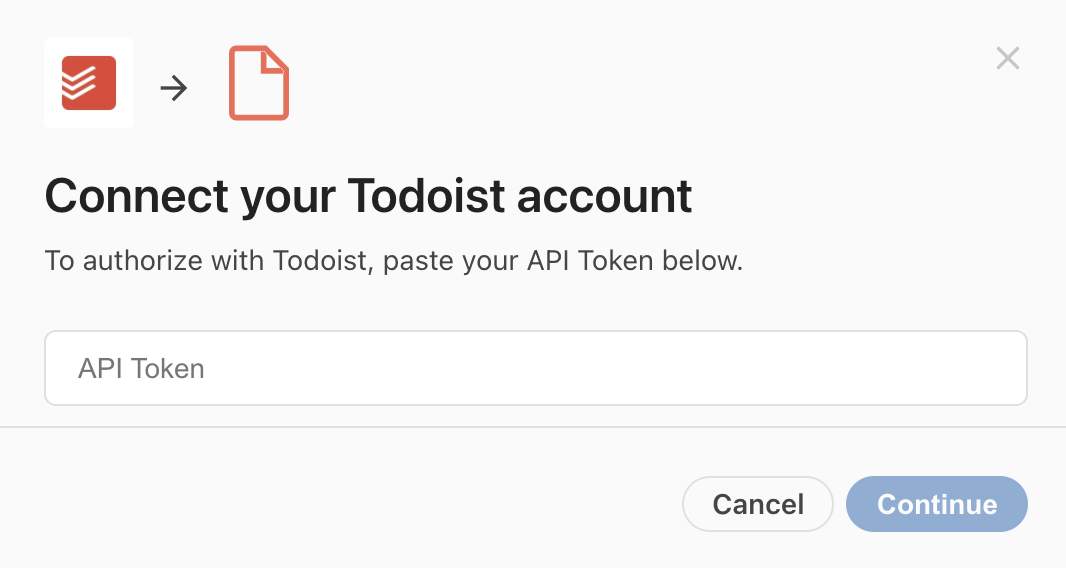 Connect your Todoist account
To authorize with Todoist, paste your API Token below.
API Token
Cancel
Continue